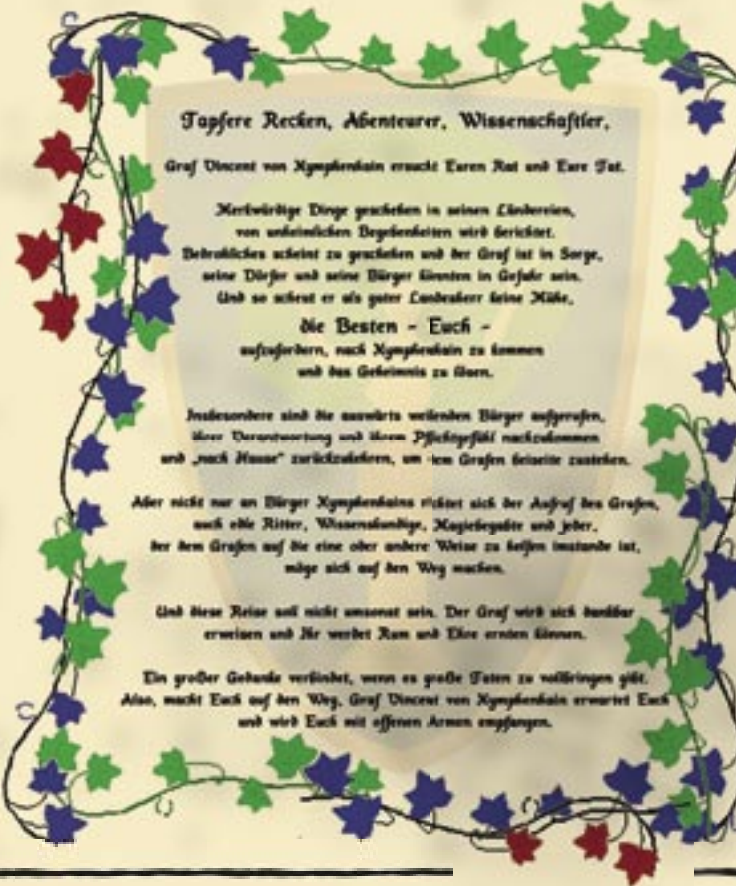 Tapfere Recken, Abenteurer, Wissenschaftler,
Graf Vincent von Nymphenhain ersucht Euren Rat und Eure Tat.
Merkwürdige Dinge geschehen in seinen Ländereien,
von unheimlichen Begebenheiten wird berichtet.
Bedrohliches scheint zu geschehen und der Graf ist in Sorge,
seine Dörfer und seine Bürger könnten in Gefahr sein.
Und so scheut er als guter Landesherr keine Mühe,
die Besten - Euch -
aufzufordern, nach Nymphenhain zu kommen
und das Geheimnis zu lösen.
Insbesondere sind die auswärts weilenden Bürger aufgerufen,
ihrer Verantwortung und ihrem Pflichtgefühl nachzukommen
und „nach Hause" zurückzukehren, um dem Grafen beiseite zustehen.
Aber nicht nur an Bürger Nymphenhains richtet sich der Aufruf des Grafen,
auch edle Ritter, Wissenskundige, Magiebegabte und jeder,
der dem Grafen auf die eine oder andere Weise zu helfen imstande ist,
möge sich auf den Weg machen.
Und diese Reise soll nicht umsonst sein. Der Graf wird sich dankbar
erweisen und Ihr werdet Rum und Ehre ernten können.
Ein großer Gedanke verbindet, wenn es große Taten zu vollbringen gibt.
Also, macht Euch auf den Weg, Graf Vincent von Nymphenhain erwartet Euch
und wird Euch mit offenen Armen empfangen.